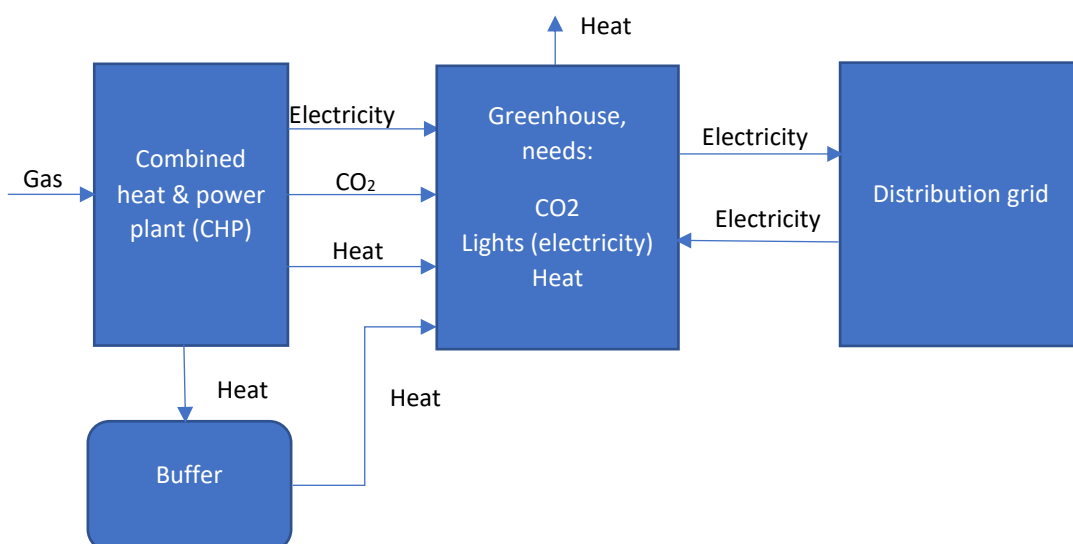 Heat
Gas
Combined
heat & power
plant (CHP)
Electricity
CO₂
Heat
Greenhouse,
needs:
CO2
Lights (electricity)
Heat
Electricity
Electricity
Distribution grid
Heat
Heat
Buffer